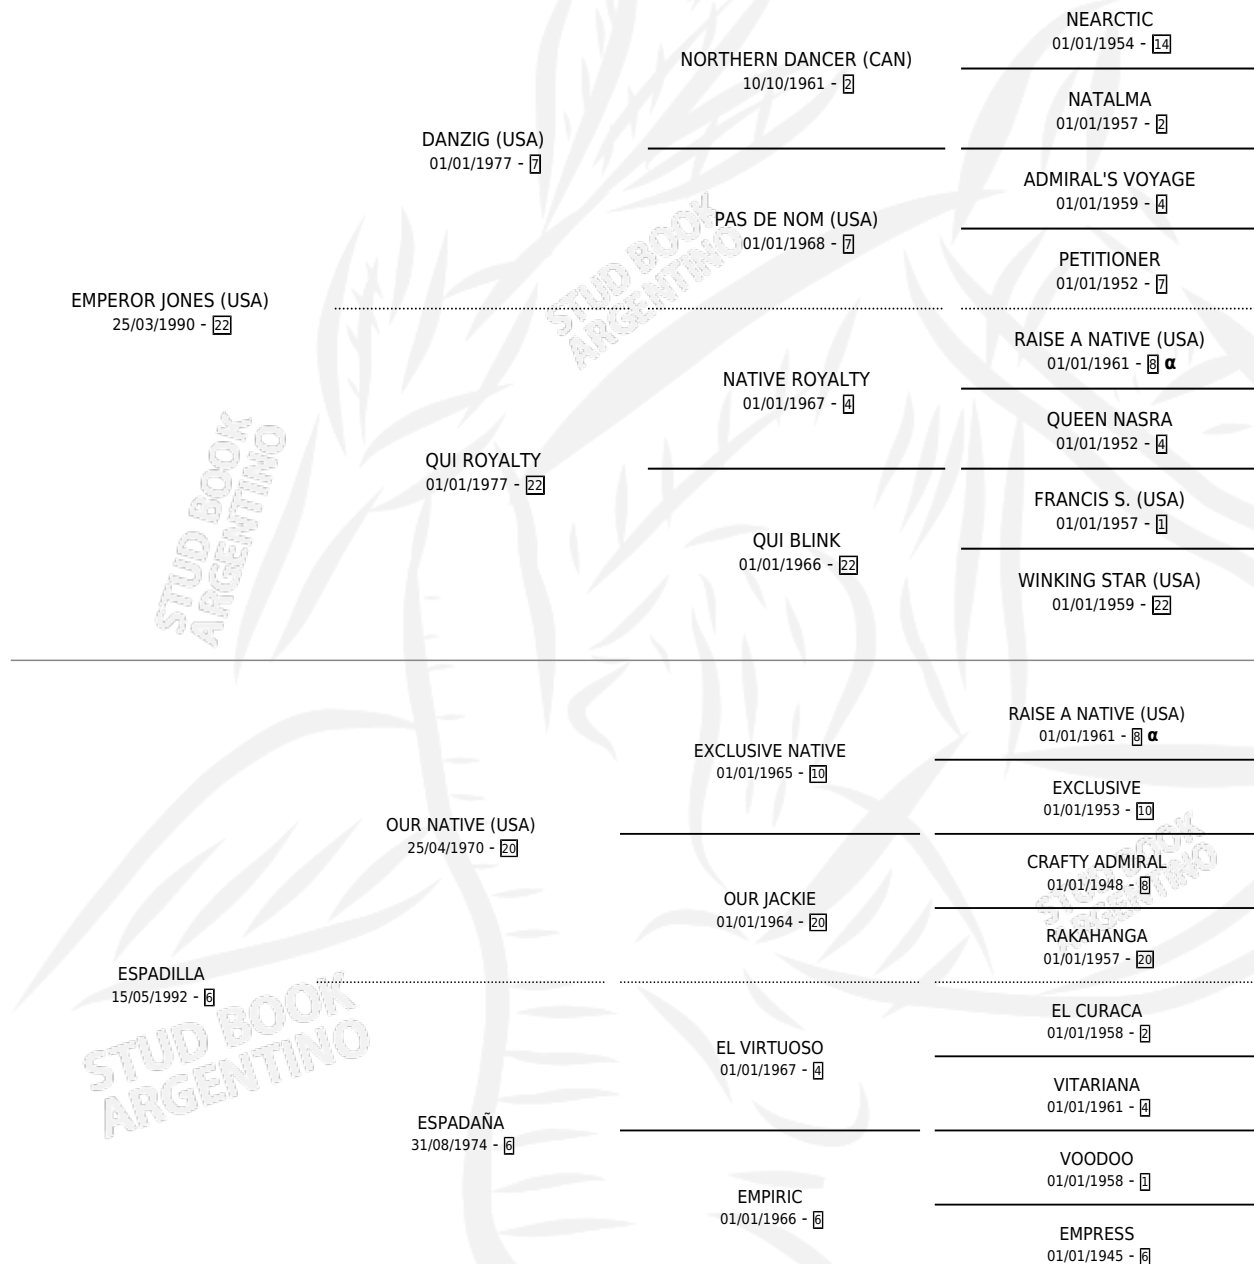 NEARCTIC
01/01/1954 - 14
NORTHERN DANCER (CAN)
10/10/1961 - 2
NATALMA
01/01/1957 - 2
DANZIG (USA)
01/01/1977 - 7
ADMIRAL'S VOYAGE
01/01/1959 - 4
PAS DE NOM (USA)
01/01/1968 - 7
PETITIONER
01/01/1952 - 7
EMPEROR JONES (USA)
25/03/1990 - 22
RAISE A NATIVE (USA)
01/01/1961 - 8 α
NATIVE ROYALTY
01/01/1967 - 4
QUEEN NASRA
01/01/1952 - 4
QUI ROYALTY
01/01/1977 - 22
FRANCIS S. (USA)
01/01/1957 - 1
QUI BLINK
01/01/1966 - 22
WINKING STAR (USA)
01/01/1959 - 22
RAISE A NATIVE (USA)
01/01/1961 - 8 α
EXCLUSIVE NATIVE
01/01/1965 - 10
EXCLUSIVE
01/01/1953 - 10
OUR NATIVE (USA)
25/04/1970 - 20
CRAFTY ADMIRAL
01/01/1948 - 8
OUR JACKIE
01/01/1964 - 20
RAKAHANGA
01/01/1957 - 20
ESPADILLA
15/05/1992 - 6
EL CURACA
01/01/1958 - 2
EL VIRTUOSO
01/01/1967 - 4
VITARIANA
01/01/1961 - 4
ESPADAÑA
31/08/1974 - 6
VOODOO
01/01/1958 - 1
EMPIRIC
01/01/1966 - 6
EMPRESS
01/01/1945 - 6
STUD BOOK
ARGENTINO
STUD BOOK
ARGENTINO
STUD BOOK
ARGENTINO
STUD BOOK
ARGENTINO